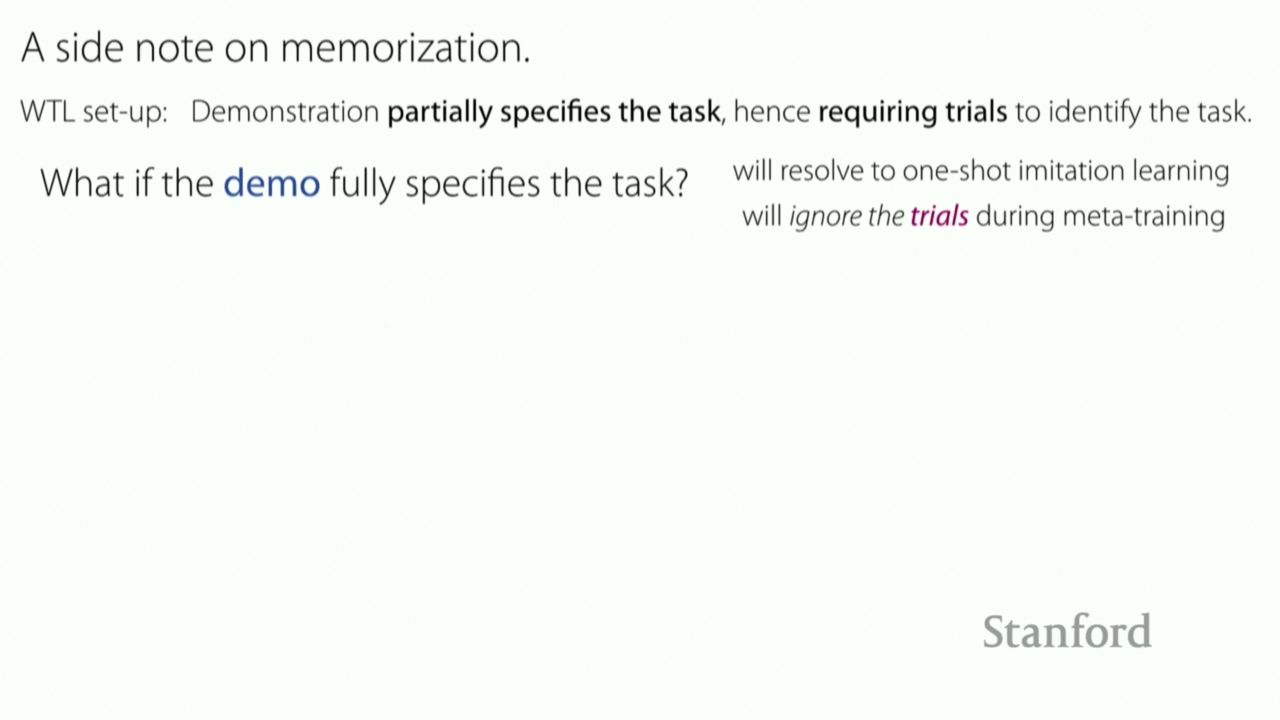 A side note on memorization.
WTL set-up: Demonstration partially specifies the task, hence requiring trials to identify the task.
What if the demo fully specifies the task?
will resolve to one-shot imitation learning
will ignore the trials during meta-training
Stanford